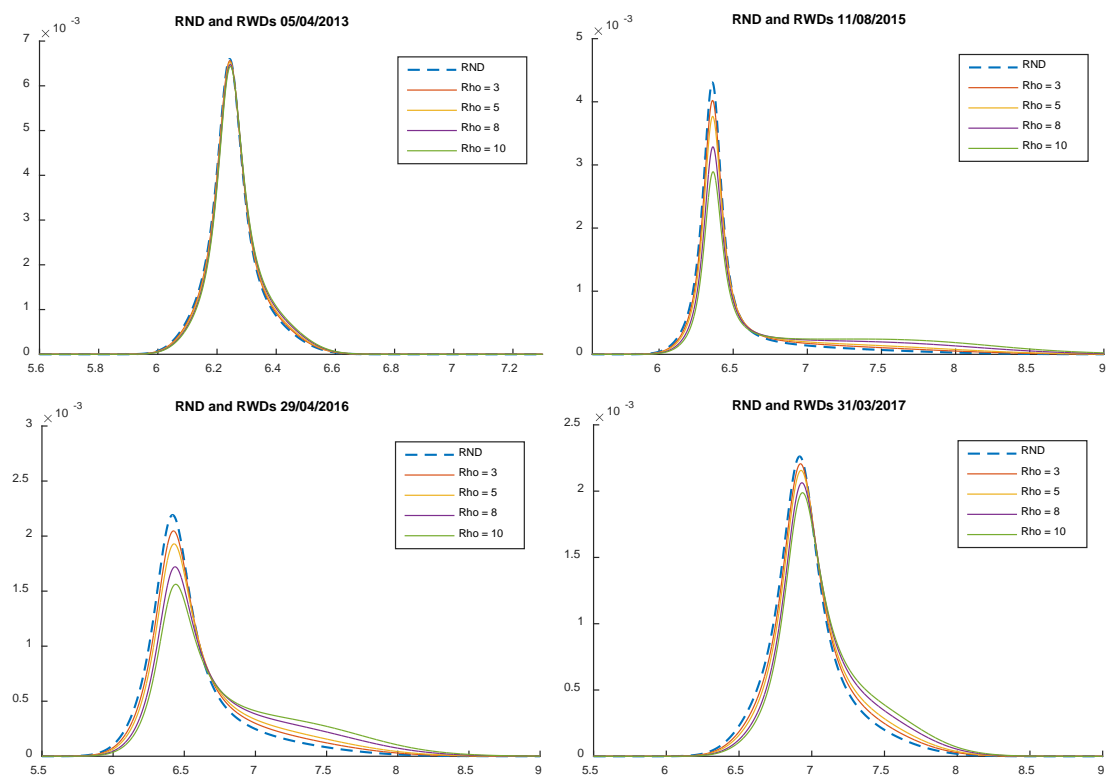 RND and RWDs 05/04/2013
× 10 -3
7
6
5
4
3
2
1
0
5.6 5.8 6 6.2 6.4 6.6 6.8 7 7.2
RND
Rho = 3
Rho = 5
Rho = 8
Rho = 10
RND and RWDs 11/08/2015
× 10 -3
5
4
3
2
1
0
6 6.5 7 7.5 8 8.5 9
RND
Rho = 3
Rho = 5
Rho = 8
Rho = 10
RND and RWDs 29/04/2016
× 10 -3
3
2.5
2
1.5
1
0.5
0
5.5 6 6.5 7 7.5 8 8.5 9
RND
Rho = 3
Rho = 5
Rho = 8
Rho = 10
RND and RWDs 31/03/2017
× 10 -3
2.5
2
1.5
1
0.5
0
5.5 6 6.5 7 7.5 8 8.5 9
RND
Rho = 3
Rho = 5
Rho = 8
Rho = 10